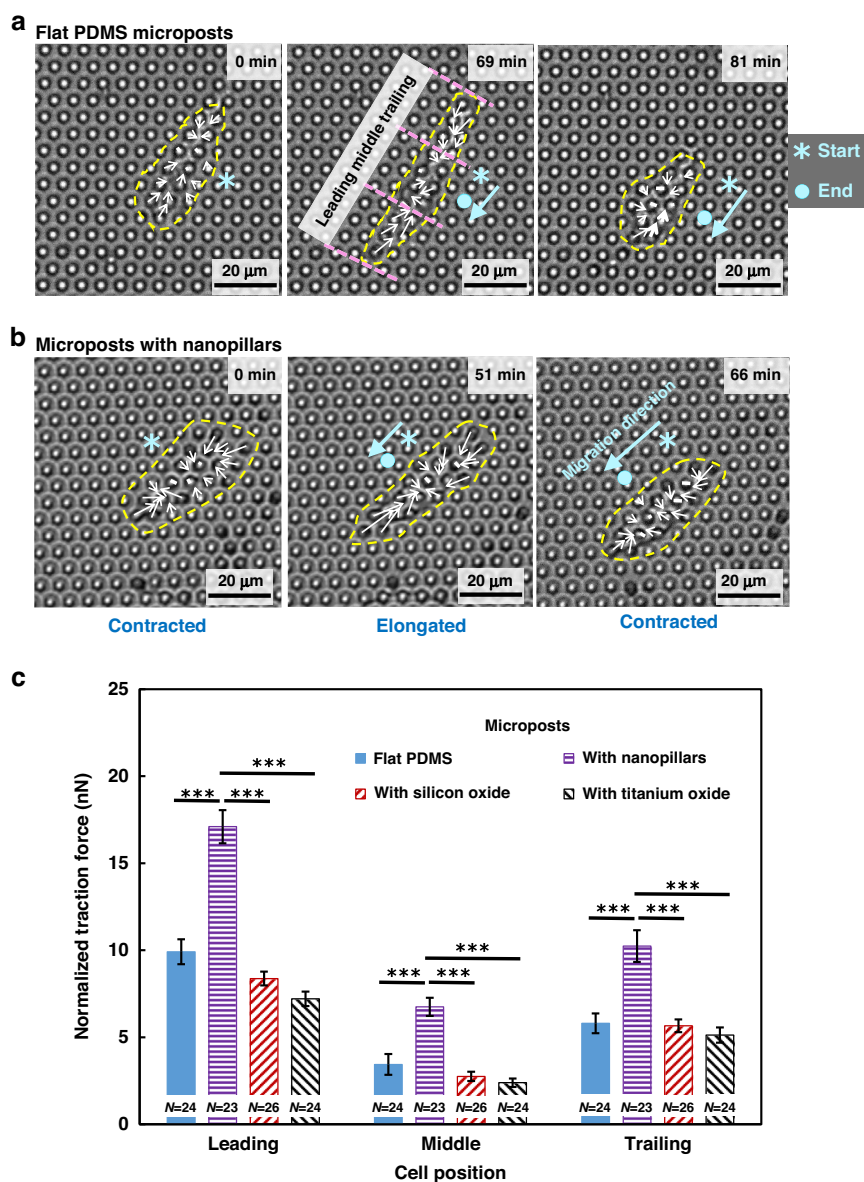 a
Flat PDMS microposts
0 min
69 min
81 min
Leading middle trailing
Start
End
20 μm
20 μm
20 μm
b
Microposts with nanopillars
0 min
51 min
66 min
Migration direction
20 μm
20 μm
20 μm
Contracted
Elongated
Contracted
c
Normalized traction force (nN)
25
20
15
10
5
0
Microposts
Flat PDMS
With nanopillars
With silicon oxide
With titanium oxide
***
*** ***
***
*** ***
***
*** ***
N=24 N=23 N=26 N=24
N=24 N=23 N=26 N=24
N=24 N=23 N=26 N=24
Leading
Middle
Trailing
Cell position